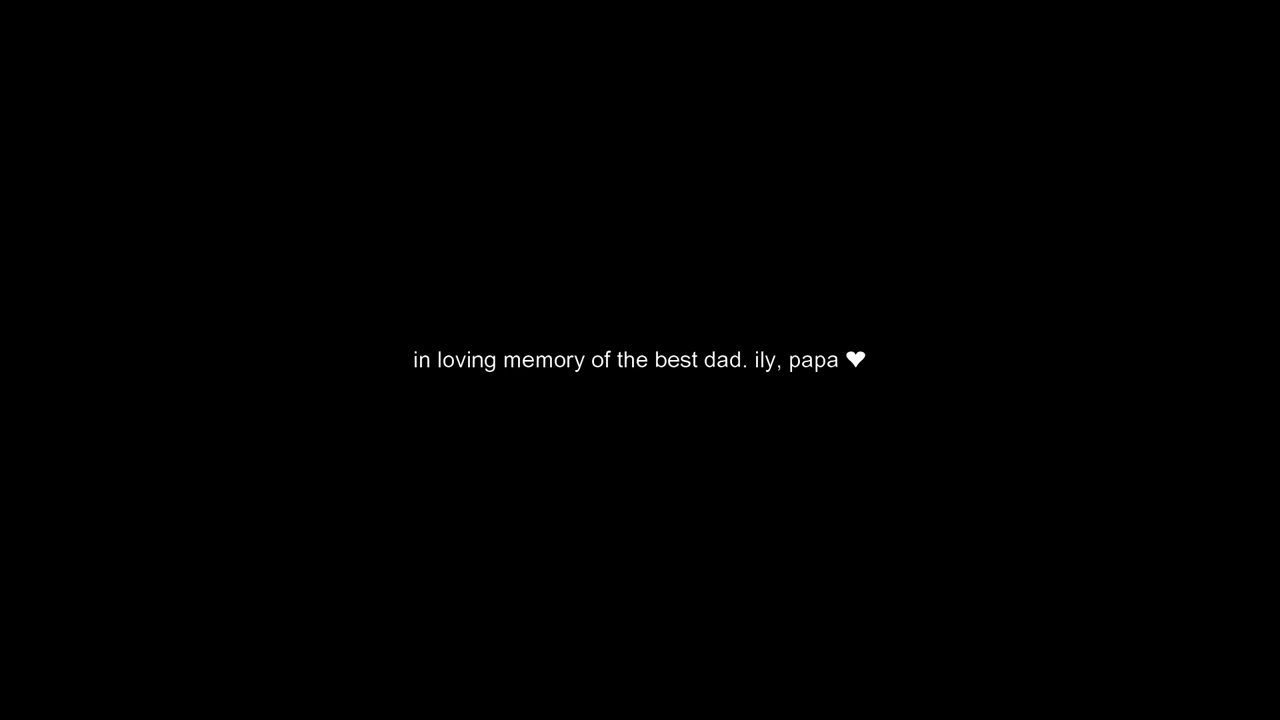 in loving memory of the best dad. ily, papa ❤